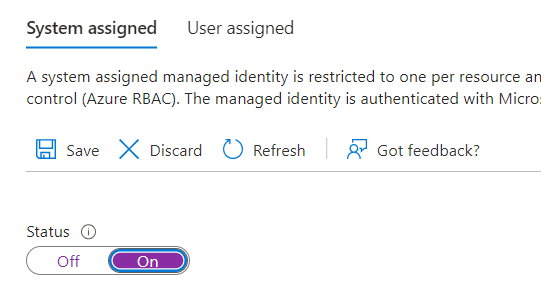 System assigned User assigned
A system assigned managed identity is restricted to one per resource an
control (Azure RBAC). The managed identity is authenticated with Micro
Save Discard Refresh Got feedback?
Status
Off On